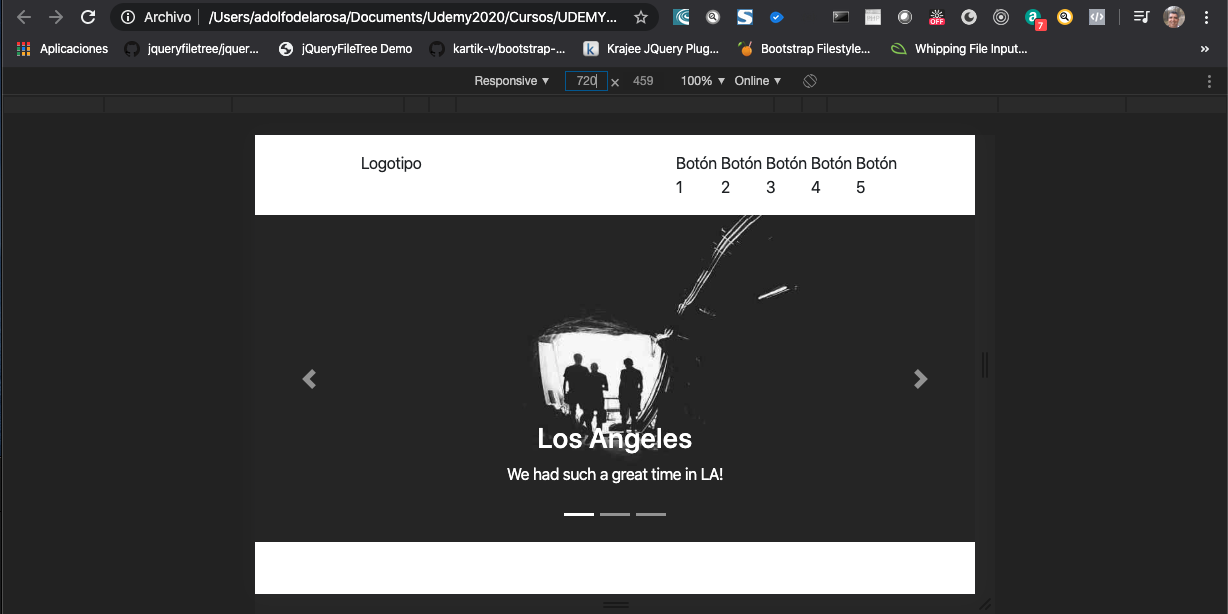 Archivo /Users/adolfodelarosa/Documents/Udemy2020/Cursos/UDEMY... OFF a 7
Aplicaciones jqueryfiletree/jquer... jQueryFileTree Demo kartik-v/bootstrap-... k Krajee JQuery Plug... Bootstrap Filestyle... Whipping File Input... »
Responsive ▼ 720 × 459 100% ▼ Online ▼
Logotipo Botón Botón Botón Botón Botón
1 2 3 4 5
Los Angeles
We had such a great time in LA!